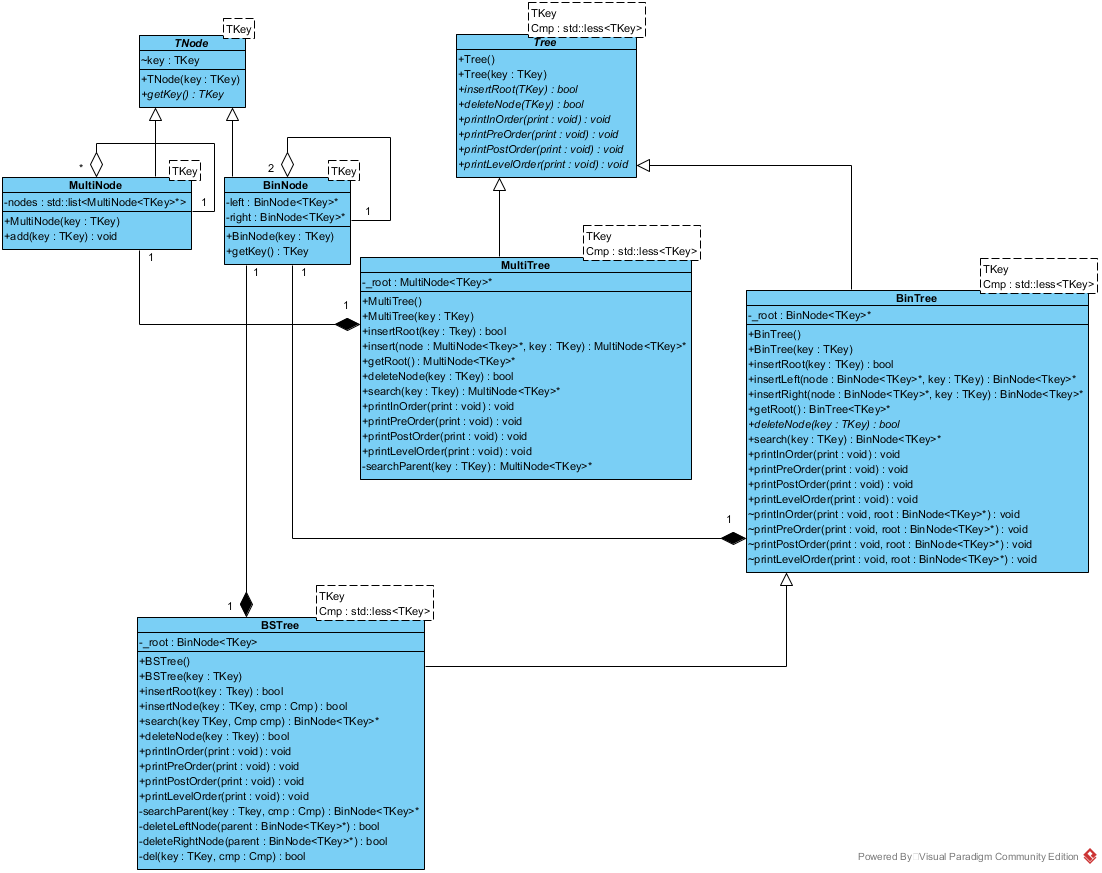 TKey
TNode
~key : TKey
+TNode(key : TKey)
+getKey() : TKey
TKey
Cmp : std::less<TKey>
Tree
+Tree()
+Tree(key : TKey)
+insertRoot(TKey) : bool
+deleteNode(TKey) : bool
+printInOrder(print : void) : void
+printPreOrder(print : void) : void
+printPostOrder(print : void) : void
+printLevelOrder(print : void) : void
*
TKey
MultiNode
-nodes : std::list<MultiNode<TKey>*>
+MultiNode(key : TKey)
+add(key : TKey) : void
1
1
2
TKey
BinNode
-left : BinNode<TKey>*
-right : BinNode<TKey>*
+BinNode(key : TKey)
+getKey() : TKey
1
1
1
TKey
Cmp : std::less<TKey>
MultiTree
-_root : MultiNode<TKey>*
+MultiTree()
+MultiTree(key : TKey)
+insertRoot(key : Tkey) : bool
+insert(node : MultiNode<Tkey>*, key : TKey) : MultiNode<TKey>*
+getRoot() : MultiNode<TKey>*
+deleteNode(key : TKey) : bool
+search(key : Tkey) : MultiNode<TKey>*
+printInOrder(print : void) : void
+printPreOrder(print : void) : void
+printPostOrder(print : void) : void
+printLevelOrder(print : void) : void
-searchParent(key : TKey) : MultiNode<TKey>*
1
TKey
Cmp : std::less<TKey>
BinTree
-_root : BinNode<TKey>*
+BinTree()
+BinTree(key : TKey)
+insertRoot(key : TKey) : bool
+insertLeft(node : BinNode<TKey>*, key : TKey) : BinNode<Tkey>*
+insertRight(node : BinNode<TKey>*, key : TKey) : BinNode<Tkey>*
+getRoot() : BinTree<TKey>*
+deleteNode(key : TKey) : bool
+search(key : TKey) : BinNode<TKey>*
+printInOrder(print : void) : void
+printPreOrder(print : void) : void
+printPostOrder(print : void) : void
+printLevelOrder(print : void) : void
~printInOrder(print : void, root : BinNode<TKey>*) : void
~printPreOrder(print : void, root : BinNode<TKey>*) : void
~printPostOrder(print : void, root : BinNode<TKey>*) : void
~printLevelOrder(print : void, root : BinNode<TKey>*) : void
1
1
TKey
Cmp : std::less<TKey>
BSTree
-_root : BinNode<TKey>
+BSTree()
+BSTree(key : TKey)
+insertRoot(key : Tkey) : bool
+insertNode(key : TKey, cmp : Cmp) : bool
+search(key TKey, Cmp cmp) : BinNode<TKey>*
+deleteNode(key : Tkey) : bool
+printInOrder(print : void) : void
+printPreOrder(print : void) : void
+printPostOrder(print : void) : void
+printLevelOrder(print : void) : void
-searchParent(key : Tkey, cmp : Cmp) : BinNode<TKey>*
-deleteLeftNode(parent : BinNode<TKey>*) : bool
-deleteRightNode(parent : BinNode<TKey>*) : bool
-del(key : TKey, cmp : Cmp) : bool
Powered By Visual Paradigm Community Edition